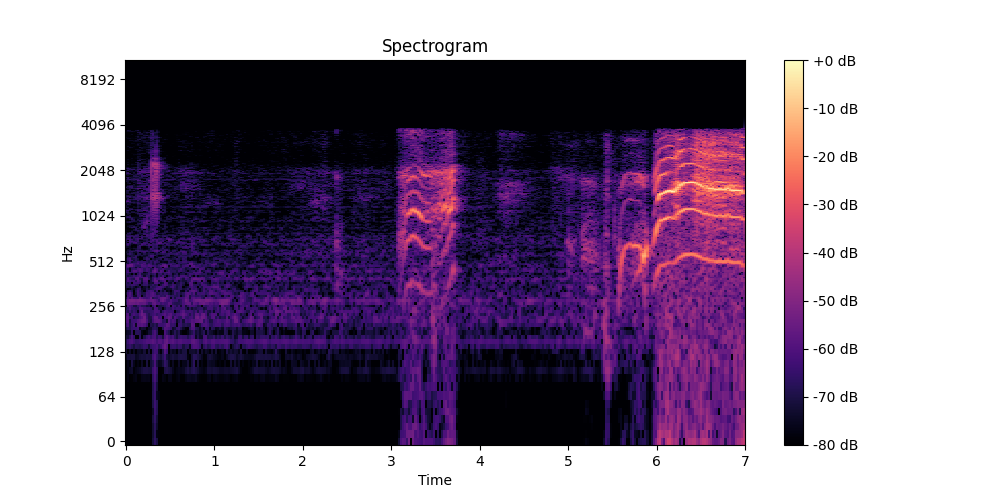 Spectrogram
8192
4096
2048
1024
512
256
128
64
0
Hz
0 1 2 3 4 5 6 7
Time
+0 dB
-10 dB
-20 dB
-30 dB
-40 dB
-50 dB
-60 dB
-70 dB
-80 dB